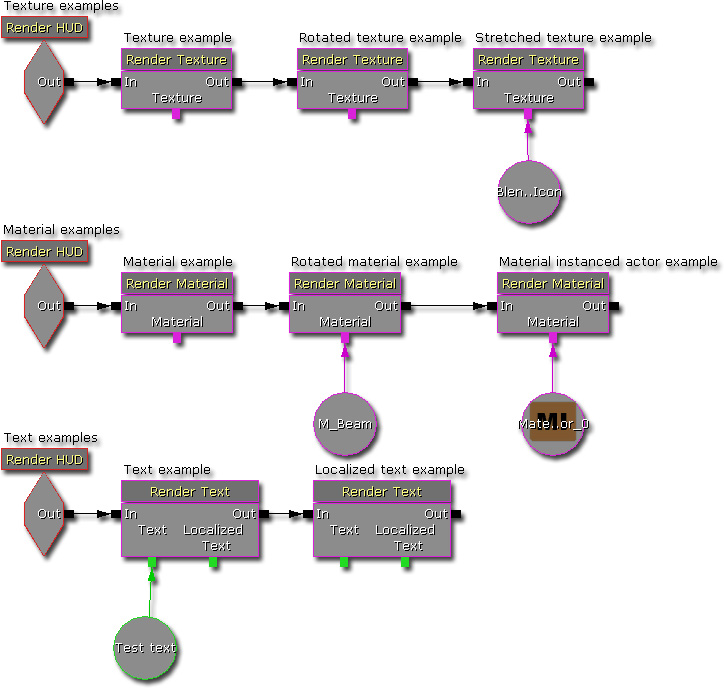 Texture examples
Render HUD
Texture example Rotated texture example Stretched texture example
Render Texture Render Texture Render Texture
Out In Out In Out In Out
Texture Texture Texture
Blen..Icon
Material examples
Render HUD
Material example Rotated material example Material instanced actor example
Render Material Render Material Render Material
Out In Out In Out In Out
Material Material Material
M_Beam MI Mate..or_0
Text examples
Render HUD
Text example Localized text example
Render Text Render Text
Out In Out In Out
Text Localized Text Localized
Text Text
Test text